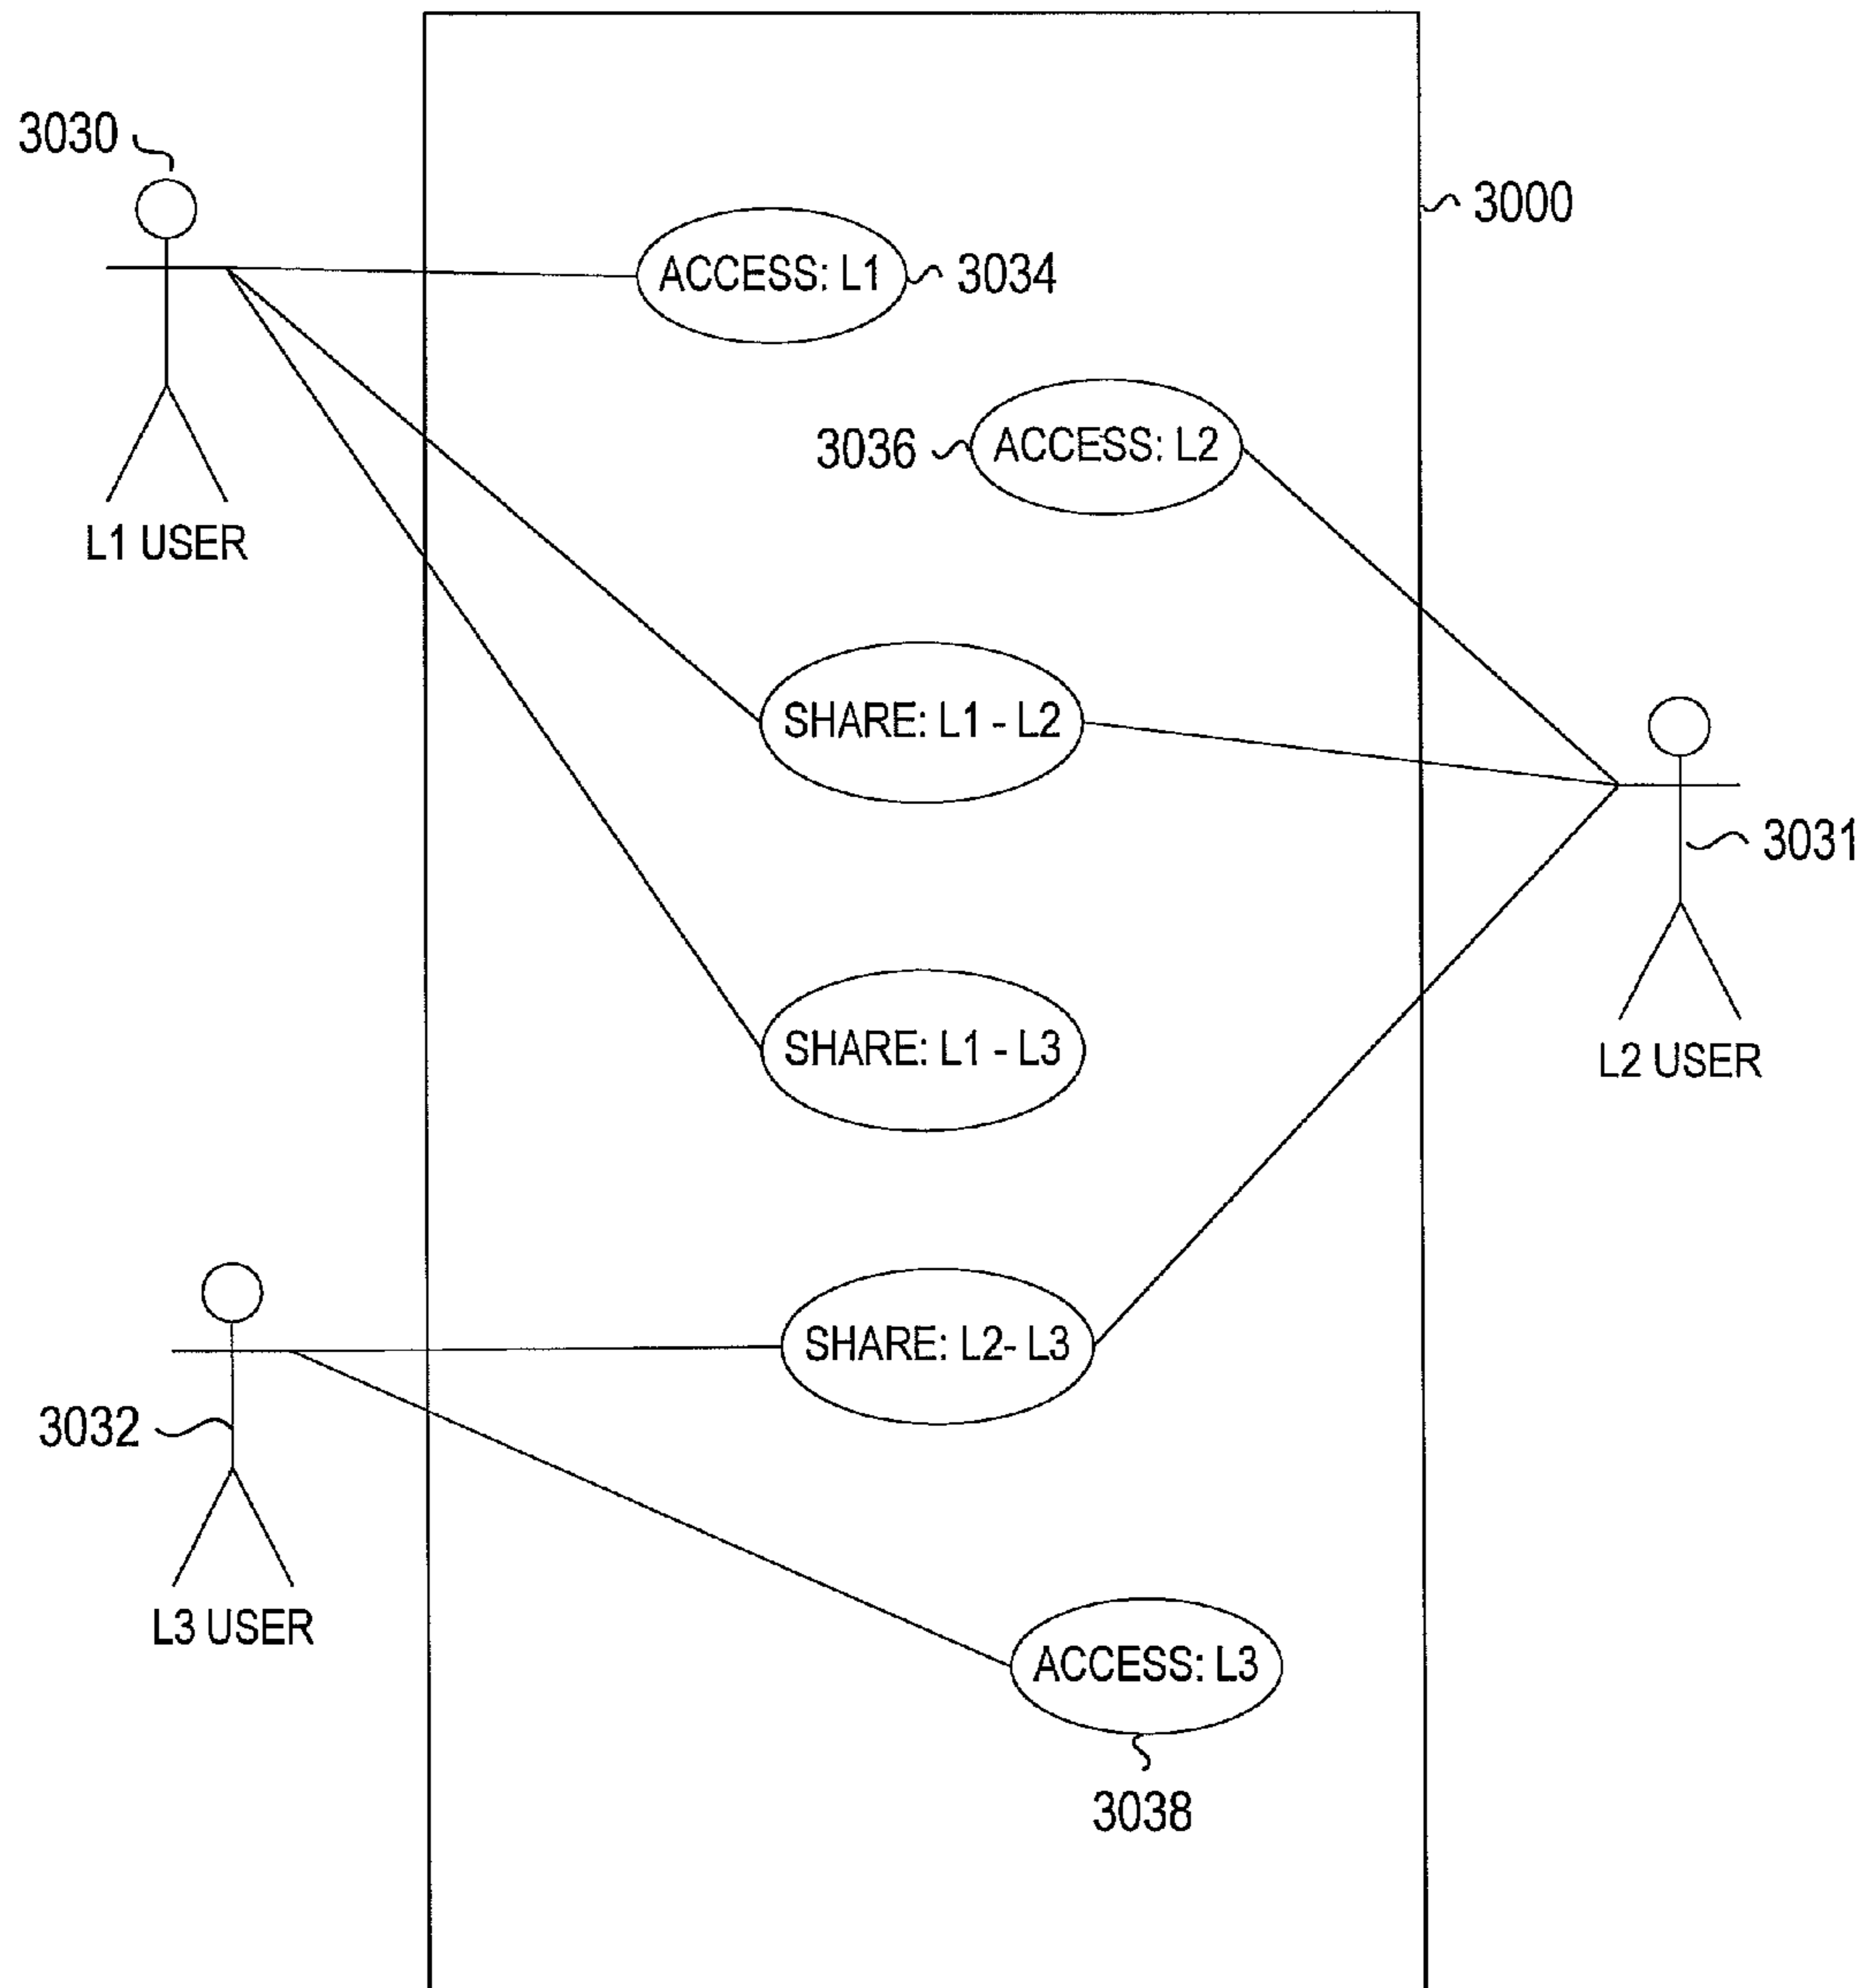 3030
3000
ACCESS: L1
3034
3036
ACCESS: L2
L1 USER
SHARE: L1 - L2
3031
SHARE: L1 - L3
L2 USER
SHARE: L2- L3
3032
L3 USER
ACCESS: L3
3038